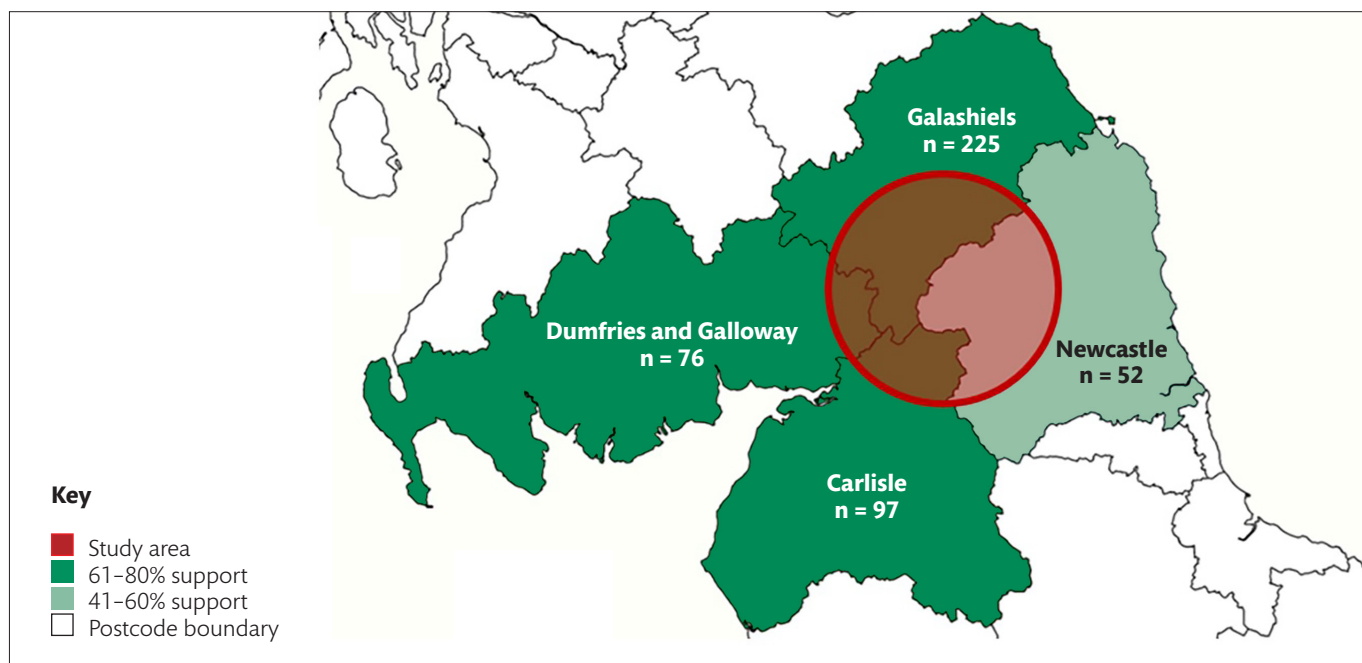 Galashiels
n = 225
Dumfries and Galloway
n = 76
Newcastle
n = 52
Carlisle
n = 97
Key
Study area
61–80% support
41–60% support
Postcode boundary